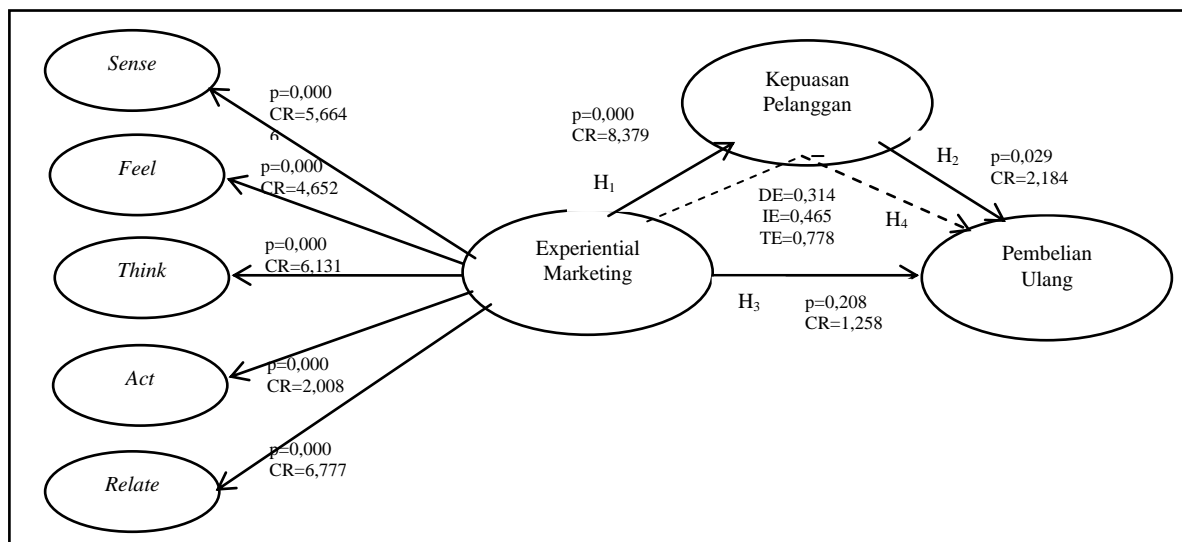 Sense
p=0,000
CR=5,664
6
Feel
p=0,000
CR=4,652
Think
p=0,000
CR=6,131
Act
p=0,000
CR=2,008
Relate
p=0,000
CR=6,777
Experiential
Marketing
H₁
p=0,000
CR=8,379
Kepuasan
Pelanggan
H₂
p=0,029
CR=2,184
DE=0,314
IE=0,465
TE=0,778
H₄
H₃
p=0,208
CR=1,258
Pembelian
Ulang